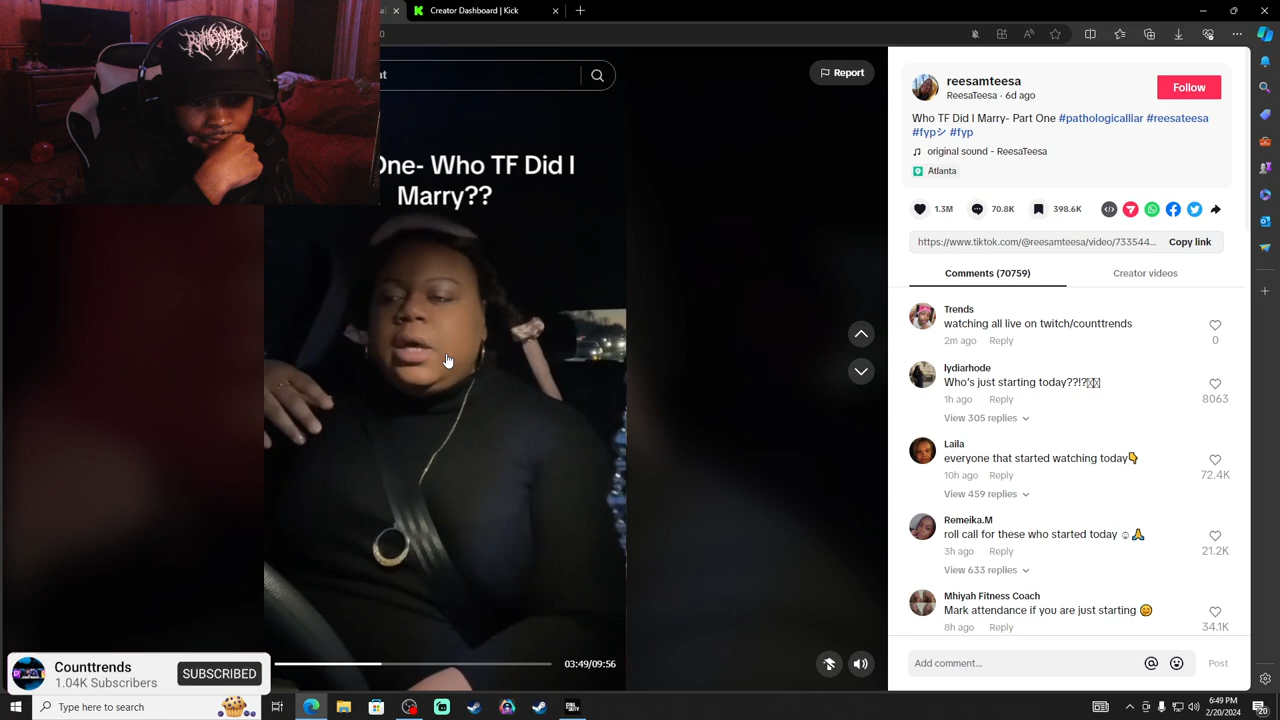 Creator Dashboard | Kick
Report
One- Who TF Did I
Marry??
03:49/09:56
reesamteesa
ReesaTeesa · 6d ago
Follow
Who TF Did I Marry- Part One #pathologicalliar #reesateesa
#fypシ #fyp
original sound - ReesaTeesa
Atlanta
1.3M
70.8K
398.6K
https://www.tiktok.com/@reesamteesa/video/733544...
Copy link
Comments (70759)
Creator videos
Trends
watching all live on twitch/counttrends
2m ago Reply
0
lydiarhode
Who's just starting today??!?
1h ago Reply
8063
View 305 replies
Laila
everyone that started watching today👇
10h ago Reply
72.4K
View 459 replies
Remeika.M
roll call for these who started today ☺🙏
3h ago Reply
21.2K
View 633 replies
Mhiyah Fitness Coach
Mark attendance if you are just starting 😊
8h ago Reply
34.1K
Add comment...
Post
Counttrends
1.04K Subscribers
SUBSCRIBED
Type here to search
6:49 PM
2/20/2024